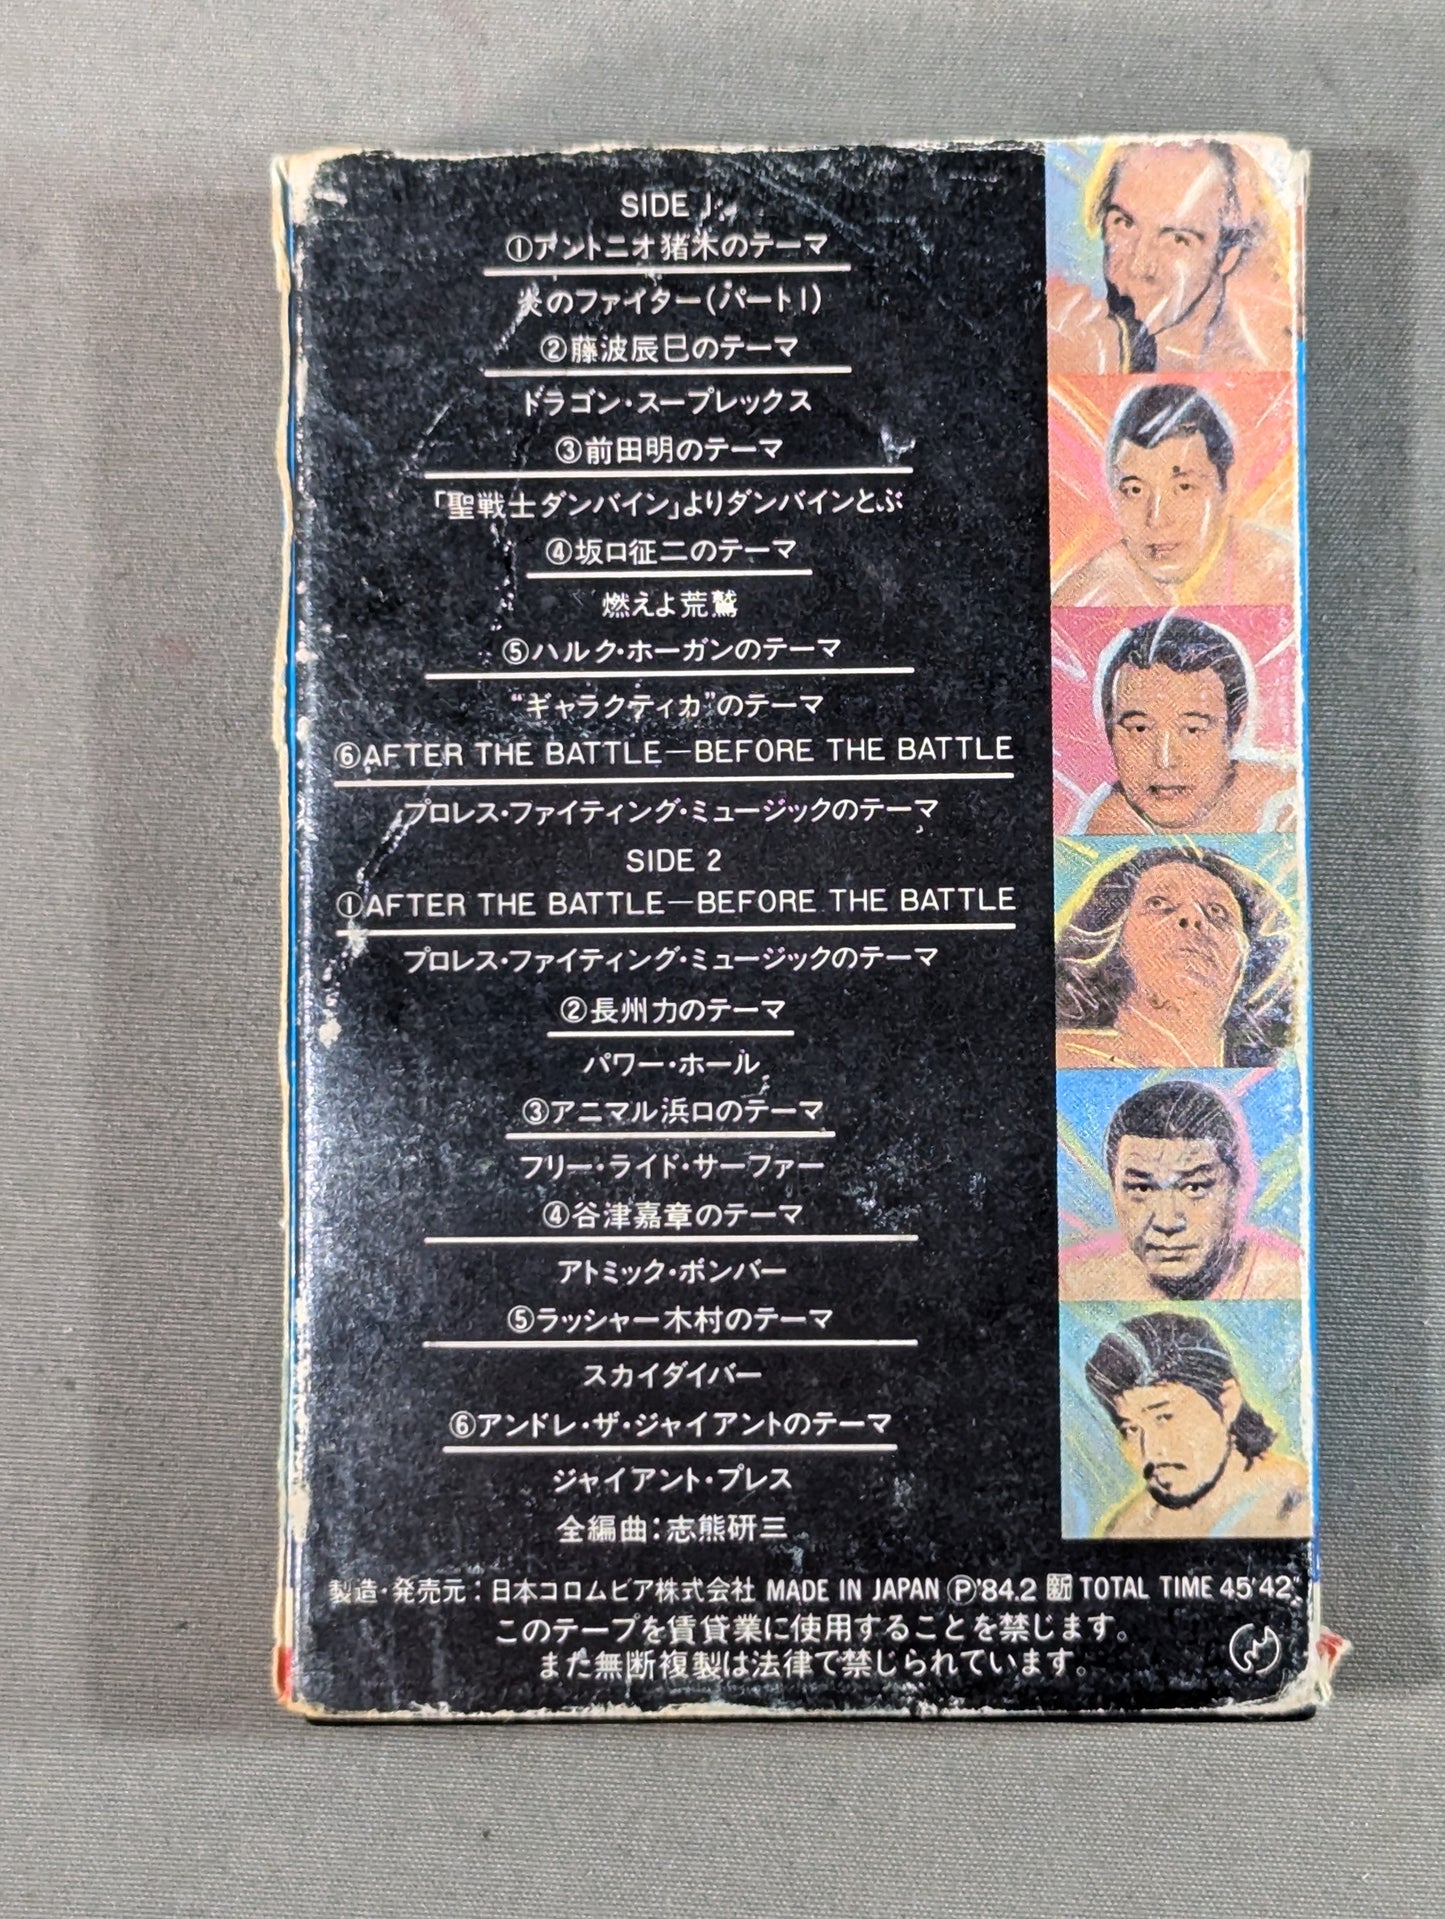 SIDE 1
①アントニオ猪木のテーマ
炎のファイター(パートI)
②藤波辰巳のテーマ
ドラゴン・スープレックス
③前田明のテーマ
「聖戦士ダンバイン」よりダンバインとぶ
④坂口征二のテーマ
燃えよ荒鷲
⑤ハルク・ホーガンのテーマ
“ギャラクティカ”のテーマ
⑥AFTER THE BATTLE—BEFORE THE BATTLE
プロレス・ファイティング・ミュージックのテーマ
SIDE 2
①AFTER THE BATTLE—BEFORE THE BATTLE
プロレス・ファイティング・ミュージックのテーマ
②長州力のテーマ
パワー・ホール
③アニマル浜口のテーマ
フリー・ライド・サーファー
④谷津嘉章のテーマ
アトミック・ボンバー
⑤ラッシャー木村のテーマ
スカイダイバー
⑥アンドレ・ザ・ジャイアントのテーマ
ジャイアント・プレス
全編曲：志熊研三
製造・発売元：日本コロムビア株式会社 MADE IN JAPAN Ⓟ'84.2 新 TOTAL TIME 45'42"
このテープを賃貸業に使用することを禁じます。
また無断複製は法律で禁じられています。